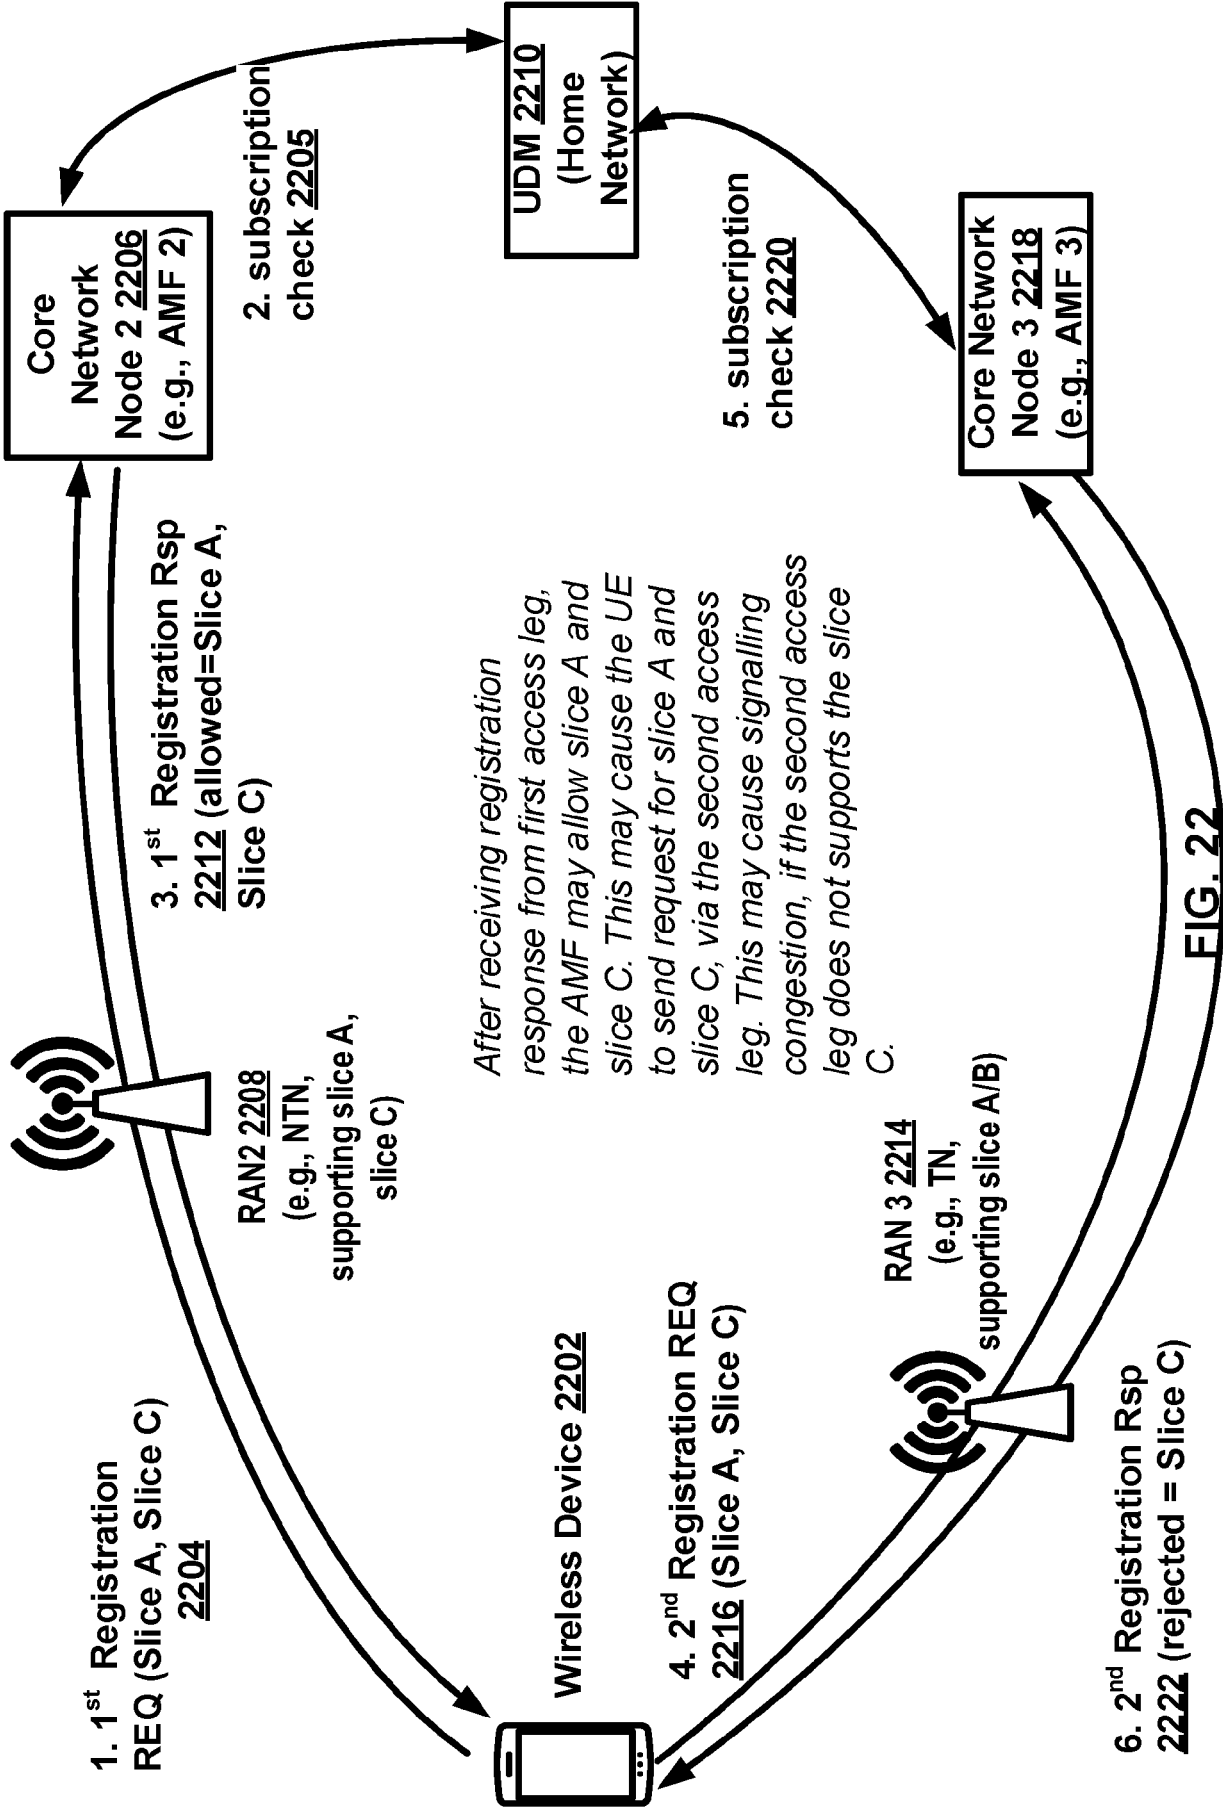 1. 1st Registration
REQ (Slice A, Slice C)
2204
3. 1st Registration Rsp
2212 (allowed=Slice A,
Slice C)
Core
Network
Node 2 2206
(e.g., AMF 2)
2. subscription
check 2205
RAN2 2208
(e.g., NTN,
supporting slice A,
slice C)
UDM 2210
(Home
Network)
Wireless Device 2202
After receiving registration
response from first access leg,
the AMF may allow slice A and
slice C. This may cause the UE
to send request for slice A and
slice C, via the second access
leg. This may cause signalling
congestion, if the second access
leg does not supports the slice
C.
4. 2nd Registration REQ
2216 (Slice A, Slice C)
5. subscription
check 2220
RAN 3 2214
(e.g., TN,
supporting slice A/B)
Core Network
Node 3 2218
(e.g., AMF 3)
6. 2nd Registration Rsp
2222 (rejected = Slice C)
FIG. 22